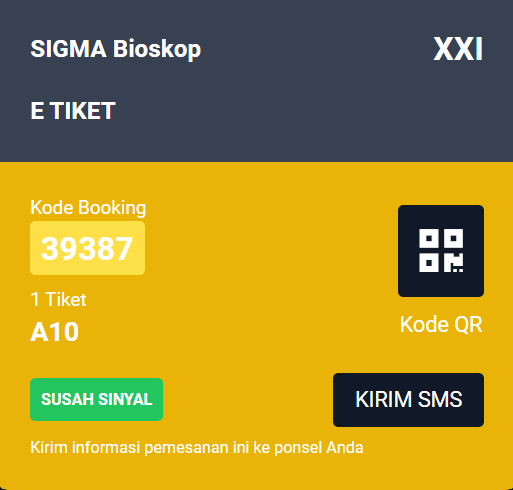 SIGMA Bioskop
XXI
E TIKET
Kode Booking
39387
1 Tiket
A10
Kode QR
SUSAH SINYAL
KIRIM SMS
Kirim informasi pemesanan ini ke ponsel Anda